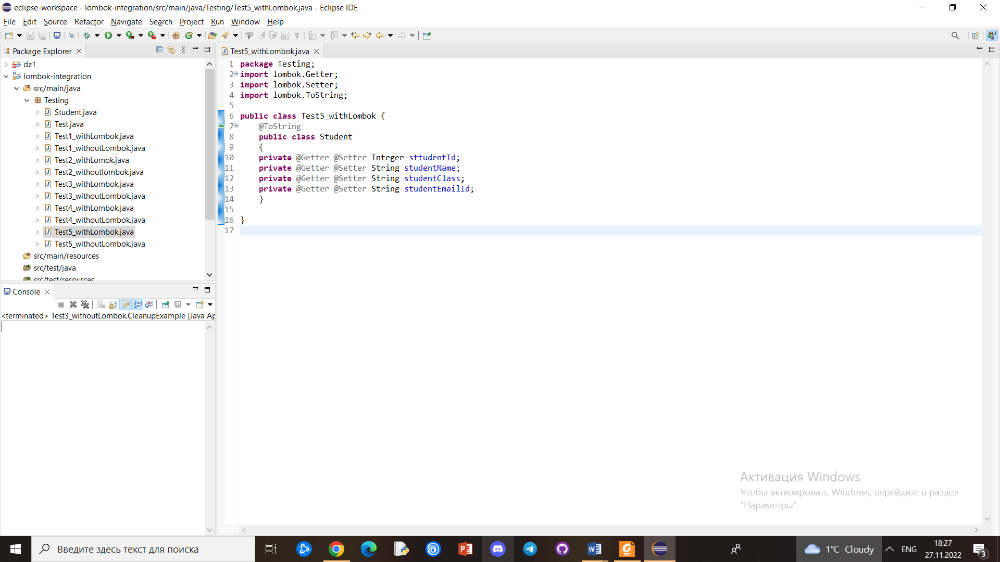 eclipse-workspace - lombok-integration/src/main/java/Testing/Test5_withLombok.java - Eclipse IDE
File Edit Source Refactor Navigate Search Project Run Window Help
Package Explorer
dz1
lombok-integration
src/main/java
Testing
Student.java
Test.java
Test1_withLombok.java
Test1_withoutLombok.java
Test2_withLomok.java
Test2_withoutlombok.java
Test3_withLombok.java
Test3_withoutLombok.java
Test4_withLombok.java
Test4_withoutLombok.java
Test5_withLombok.java
Test5_withoutLombok.java
src/main/resources
src/test/java
src/test/resources
Console
<terminated> Test3_withoutLombok.CleanupExample [Java Ap
Test5_withLombok.java
1 package Testing;
2 import lombok.Getter;
3 import lombok.Setter;
4 import lombok.ToString;
5
6 public class Test5_withLombok {
7 @ToString
8 public class Student
9 {
10 private @Getter @Setter Integer sttudentId;
11 private @Getter @Setter String studentName;
12 private @Getter @Setter String studentClass;
13 private @Getter @Setter String studentEmailId;
14 }
15
16 }
17
Активация Windows
Чтобы активировать Windows, перейдите в раздел
"Параметры".
Введите здесь текст для поиска
1°C Cloudy
ENG
18:27
27.11.2022
3